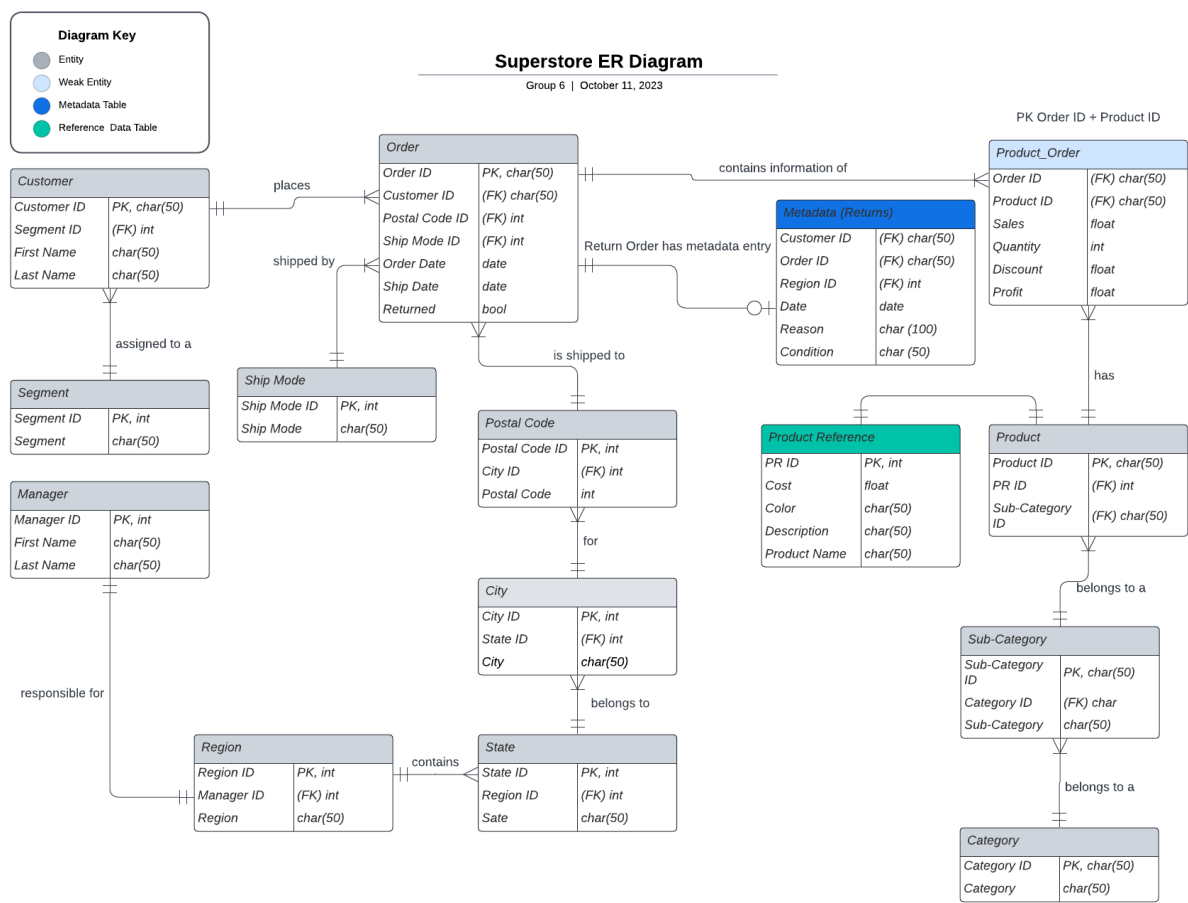 Diagram Key
Entity
Weak Entity
Metadata Table
Reference Data Table
Superstore ER Diagram
Group 6 | October 11, 2023
PK Order ID + Product ID
Customer
Customer ID PK, char(50)
Segment ID (FK) int
First Name char(50)
Last Name char(50)
places
Order
Order ID PK, char(50)
Customer ID (FK) char(50)
Postal Code ID (FK) int
Ship Mode ID (FK) int
Order Date date
Ship Date date
Returned bool
contains information of
Product_Order
Order ID (FK) char(50)
Product ID (FK) char(50)
Sales float
Quantity int
Discount float
Profit float
Return Order has metadata entry
Metadata (Returns)
Customer ID (FK) char(50)
Order ID (FK) char(50)
Region ID (FK) int
Date date
Reason char (100)
Condition char (50)
shipped by
assigned to a
is shipped to
has
Segment
Segment ID PK, int
Segment char(50)
Ship Mode
Ship Mode ID PK, int
Ship Mode char(50)
Postal Code
Postal Code ID PK, int
City ID (FK) int
Postal Code int
Product Reference
PR ID PK, int
Cost float
Color char(50)
Description char(50)
Product Name char(50)
Product
Product ID PK, char(50)
PR ID (FK) int
Sub-Category
ID (FK) char(50)
Manager
Manager ID PK, int
First Name char(50)
Last Name char(50)
for
belongs to a
City
City ID PK, int
State ID (FK) int
City char(50)
Sub-Category
Sub-Category
ID PK, char(50)
Category ID (FK) char
Sub-Category char(50)
responsible for
belongs to
Region
Region ID PK, int
Manager ID (FK) int
Region char(50)
contains
State
State ID PK, int
Region ID (FK) int
Sate char(50)
belongs to a
Category
Category ID PK, char(50)
Category char(50)